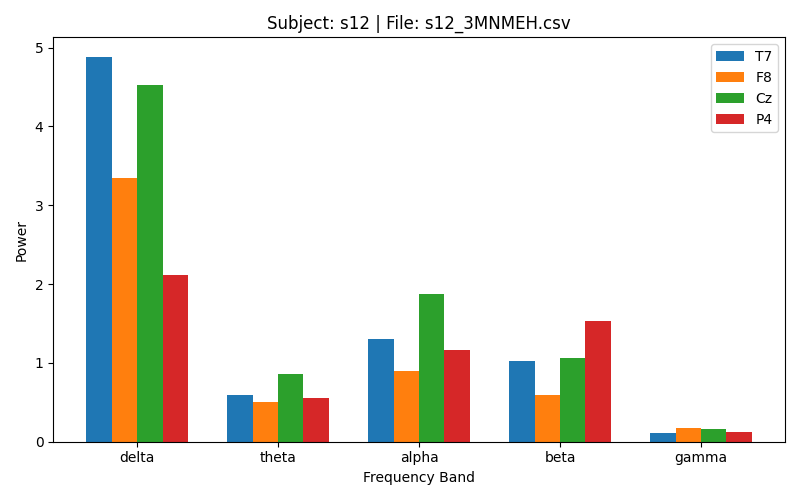 Subject: s12 | File: s12_3MNMEH.csv
T7
F8
Cz
P4
Power
5
4
3
2
1
0
delta theta alpha beta gamma
Frequency Band